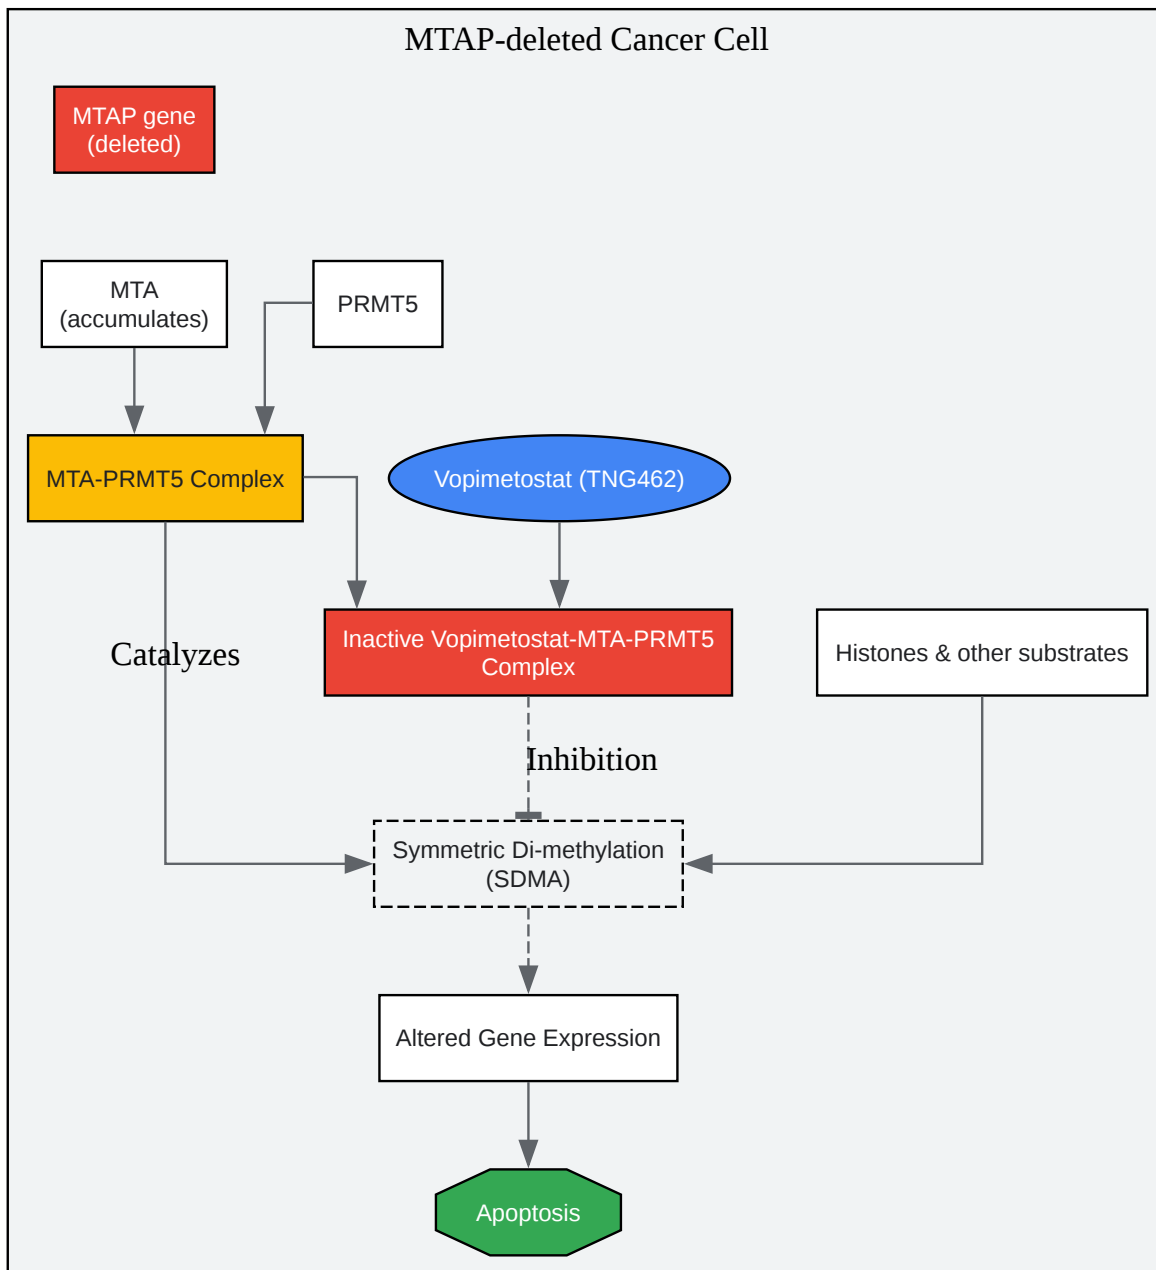 MTAP-deleted Cancer Cell
MTAP gene
(deleted)
MTA
(accumulates)
PRMT5
MTA-PRMT5 Complex
Vopimetostat (TNG462)
Catalyzes
Inactive Vopimetostat-MTA-PRMT5
Complex
Histones & other substrates
Inhibition
Symmetric Di-methylation
(SDMA)
Altered Gene Expression
Apoptosis